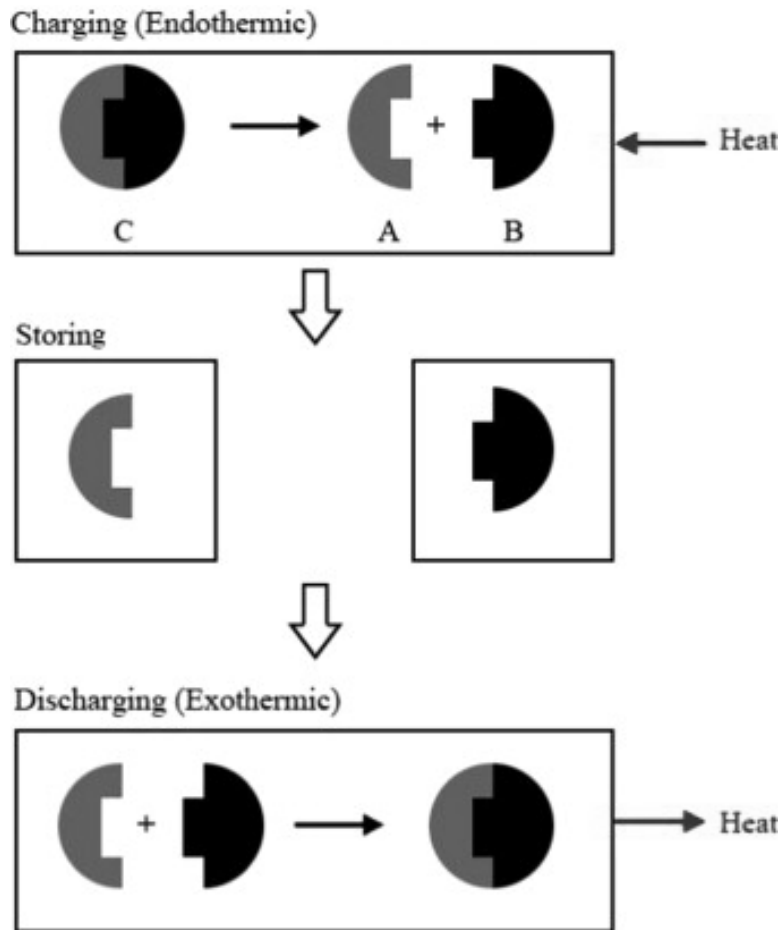 Charging (Endothermic)
+
Heat
C
A
B
Storing
Discharging (Exothermic)
+
Heat